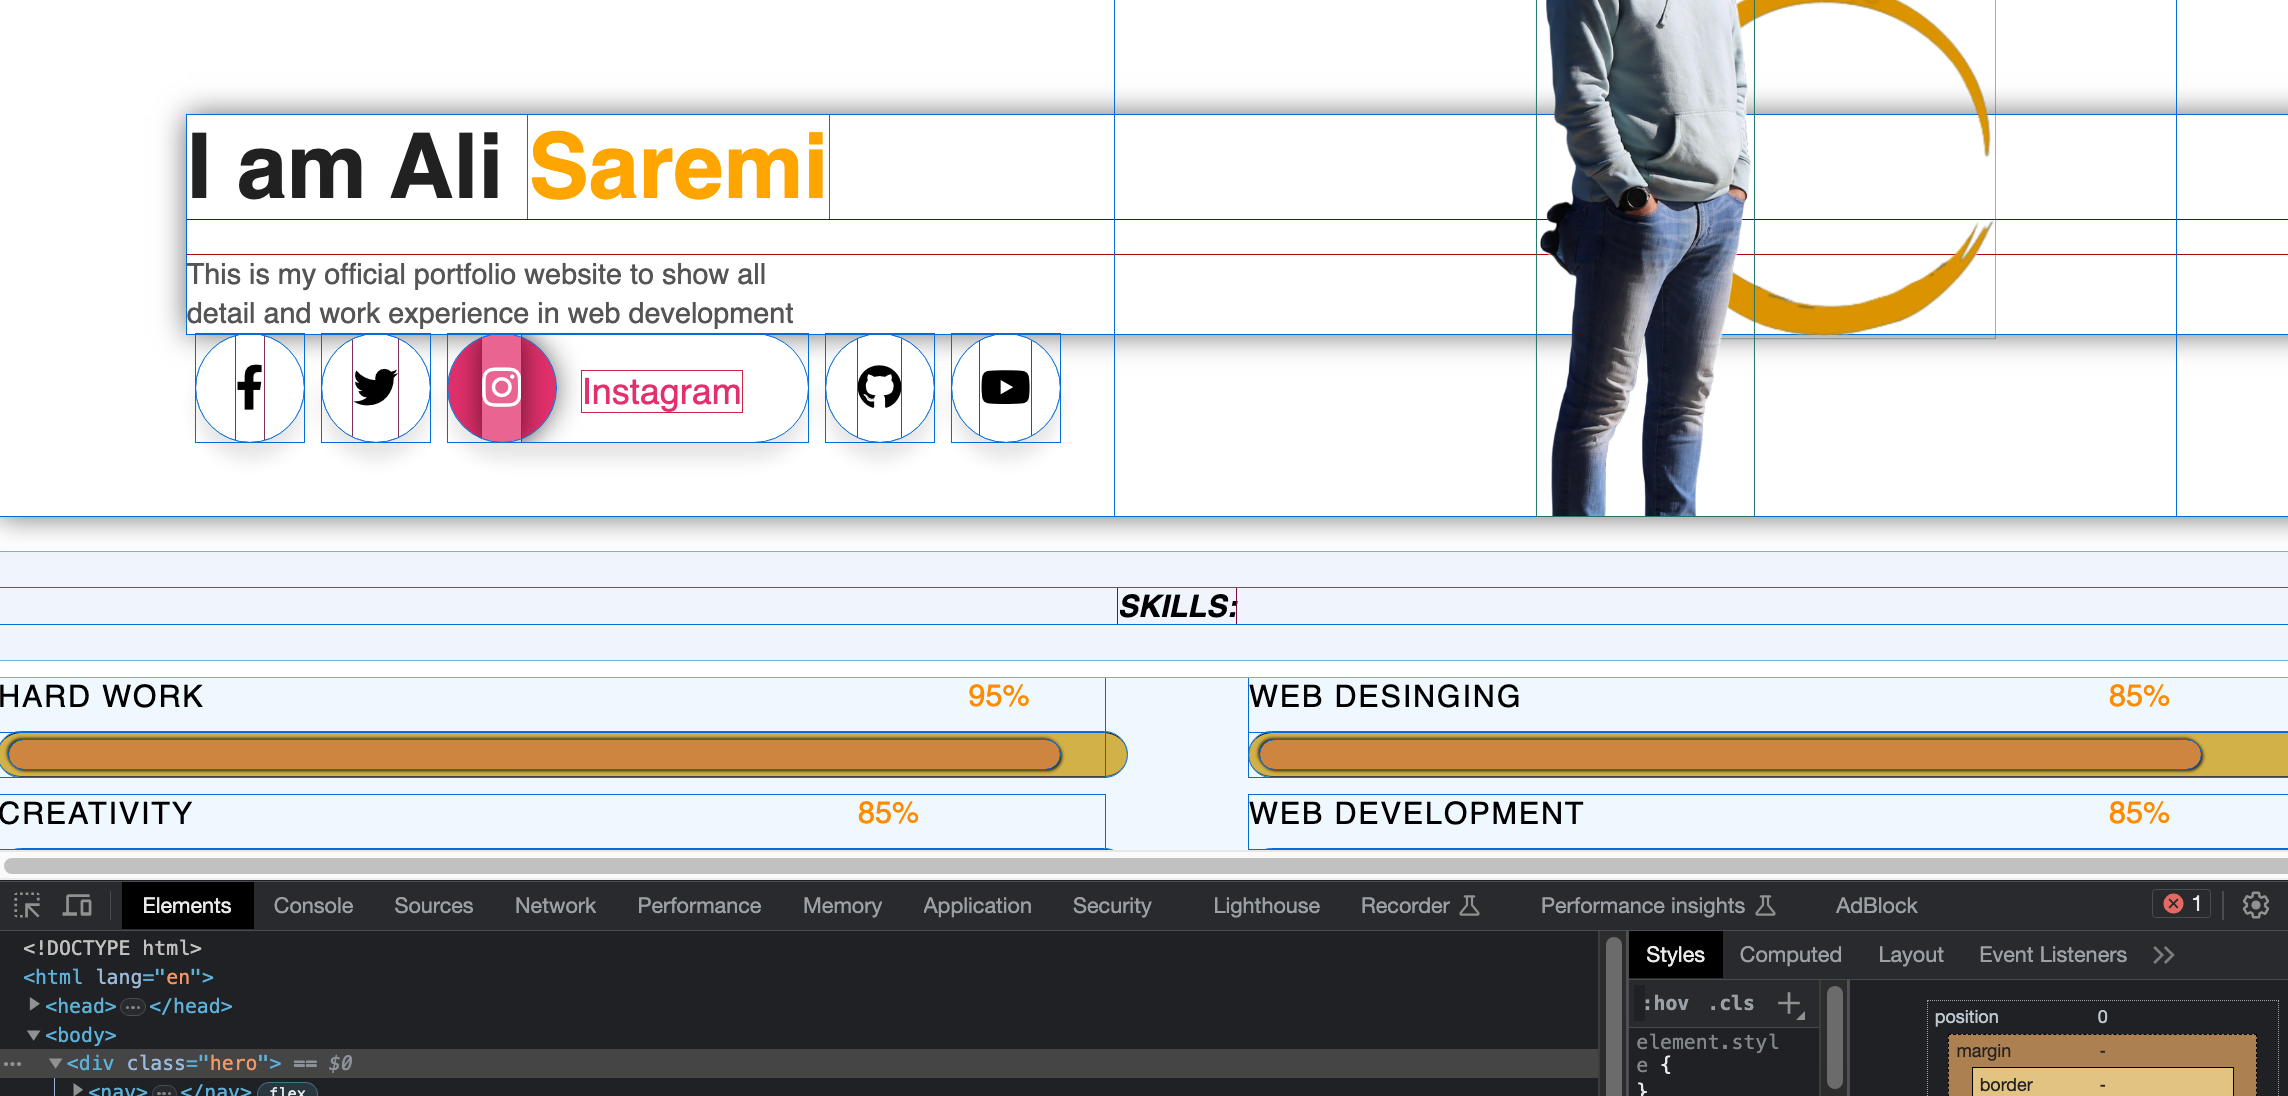 I am Ali Saremi
This is my official portfolio website to show all
detail and work experience in web development
Instagram
SKILLS:
HARD WORK 95%
WEB DESINGING 85%
CREATIVITY 85%
WEB DEVELOPMENT 85%
Elements Console Sources Network Performance Memory Application Security Lighthouse Recorder Performance insights AdBlock 1
<!DOCTYPE html>
<html lang="en">
<head> … </head>
<body>
… <div class="hero"> == $0
<nav> … </nav> flex
Styles Computed Layout Event Listeners
:hov .cls
element.styl
e {
}
position 0
margin -
border -